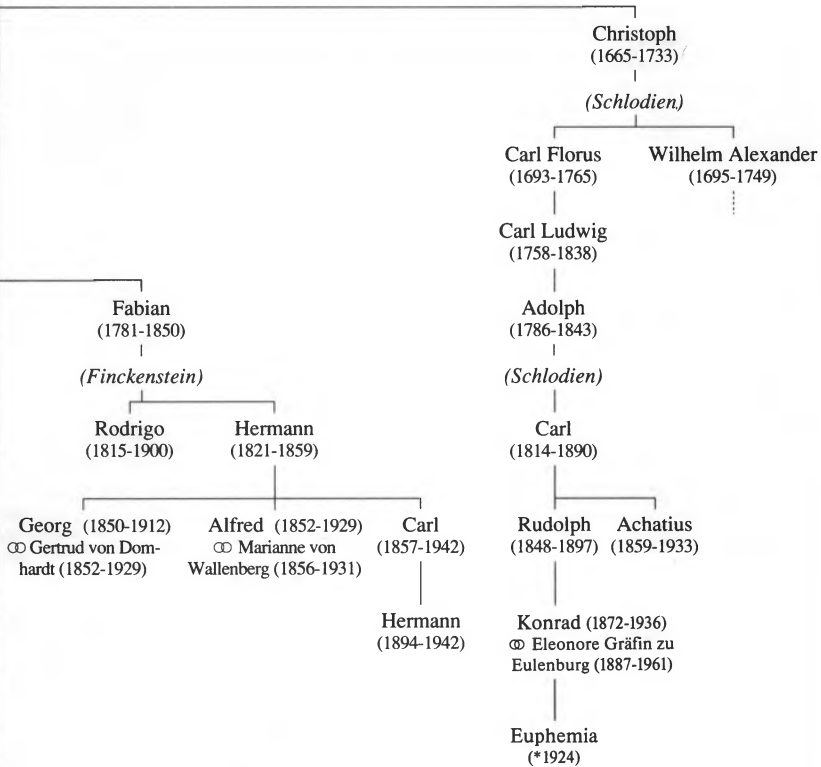 Christoph
(1665-1733)
(Schlodien)
Carl Florus
(1693-1765)
Wilhelm Alexander
(1695-1749)
Carl Ludwig
(1758-1838)
Fabian
(1781-1850)
Adolph
(1786-1843)
(Finckenstein)
(Schlodien)
Rodrigo
(1815-1900)
Hermann
(1821-1859)
Carl
(1814-1890)
Georg (1850-1912)
⚭ Gertrud von Dom-
hardt (1852-1929)
Alfred (1852-1929)
⚭ Marianne von
Wallenberg (1856-1931)
Carl
(1857-1942)
Rudolph
(1848-1897)
Achatius
(1859-1933)
Hermann
(1894-1942)
Konrad (1872-1936)
⚭ Eleonore Gräfin zu
Eulenburg (1887-1961)
Euphemia
(*1924)